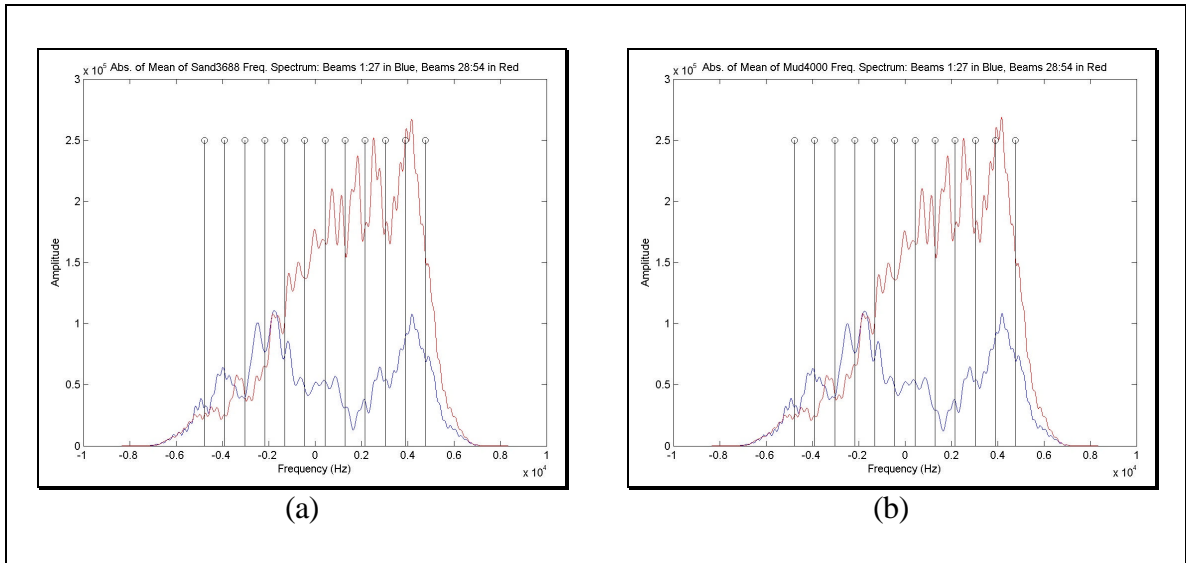 x 10^5 Abs. of Mean of Sand3688 Freq. Spectrum: Beams 1:27 in Blue, Beams 28:54 in Red
3
2.5
2
1.5
1
0.5
0
Amplitude
-1 -0.8 -0.6 -0.4 -0.2 0 0.2 0.4 0.6 0.8 1
Frequency (Hz)
x 10^4
(a)
x 10^5 Abs. of Mean of Mud4000 Freq. Spectrum: Beams 1:27 in Blue, Beams 28:54 in Red
3
2.5
2
1.5
1
0.5
0
Amplitude
-1 -0.8 -0.6 -0.4 -0.2 0 0.2 0.4 0.6 0.8 1
Frequency (Hz)
x 10^4
(b)